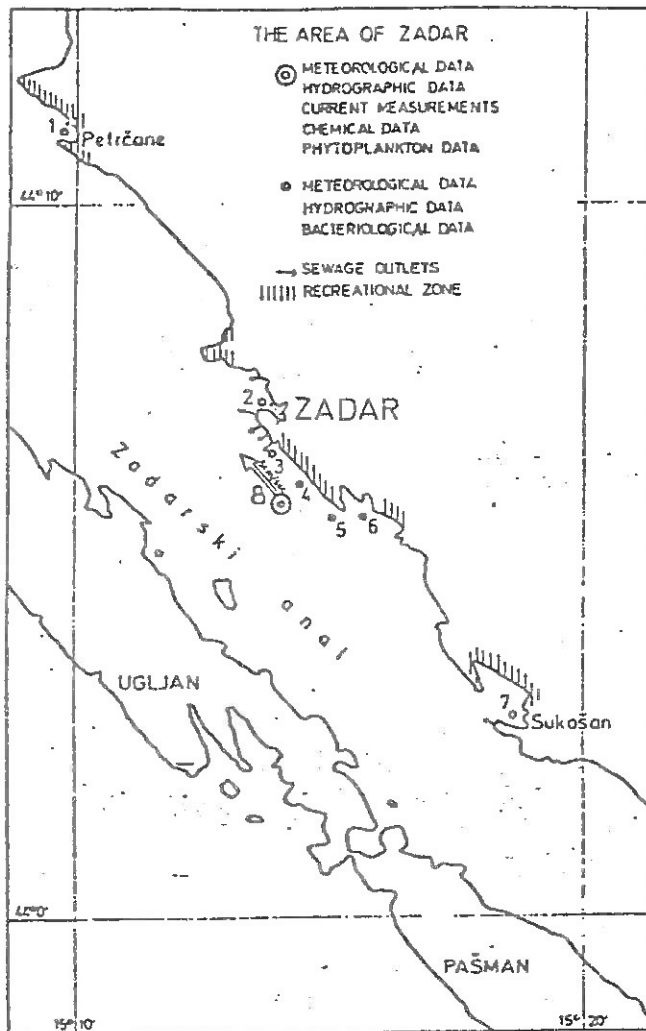 THE AREA OF ZADAR
METEOROLOGICAL DATA
HYDROGRAPHIC DATA
CURRENT MEASUREMENTS
CHEMICAL DATA
PHYTOPLANKTON DATA
METEOROLOGICAL DATA
HYDROGRAPHIC DATA
BACTERIOLOGICAL DATA
SEWAGE OUTLETS
RECREATIONAL ZONE
1
Petrčane
44°10'
2
ZADAR
3
4
8
5
6
Zadarski anal
UGLJAN
7
Sukošan
44°0'
PAŠMAN
15°10'
15°20'